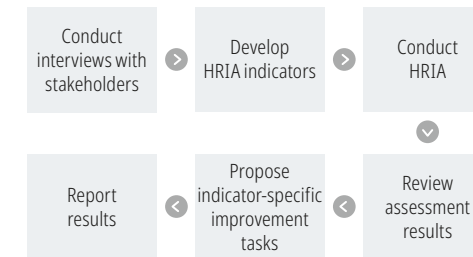 Conduct
interviews with
stakeholders
Develop
HRIA indicators
Conduct
HRIA
Review
assessment
results
Propose
indicator-specific
improvement
tasks
Report
results